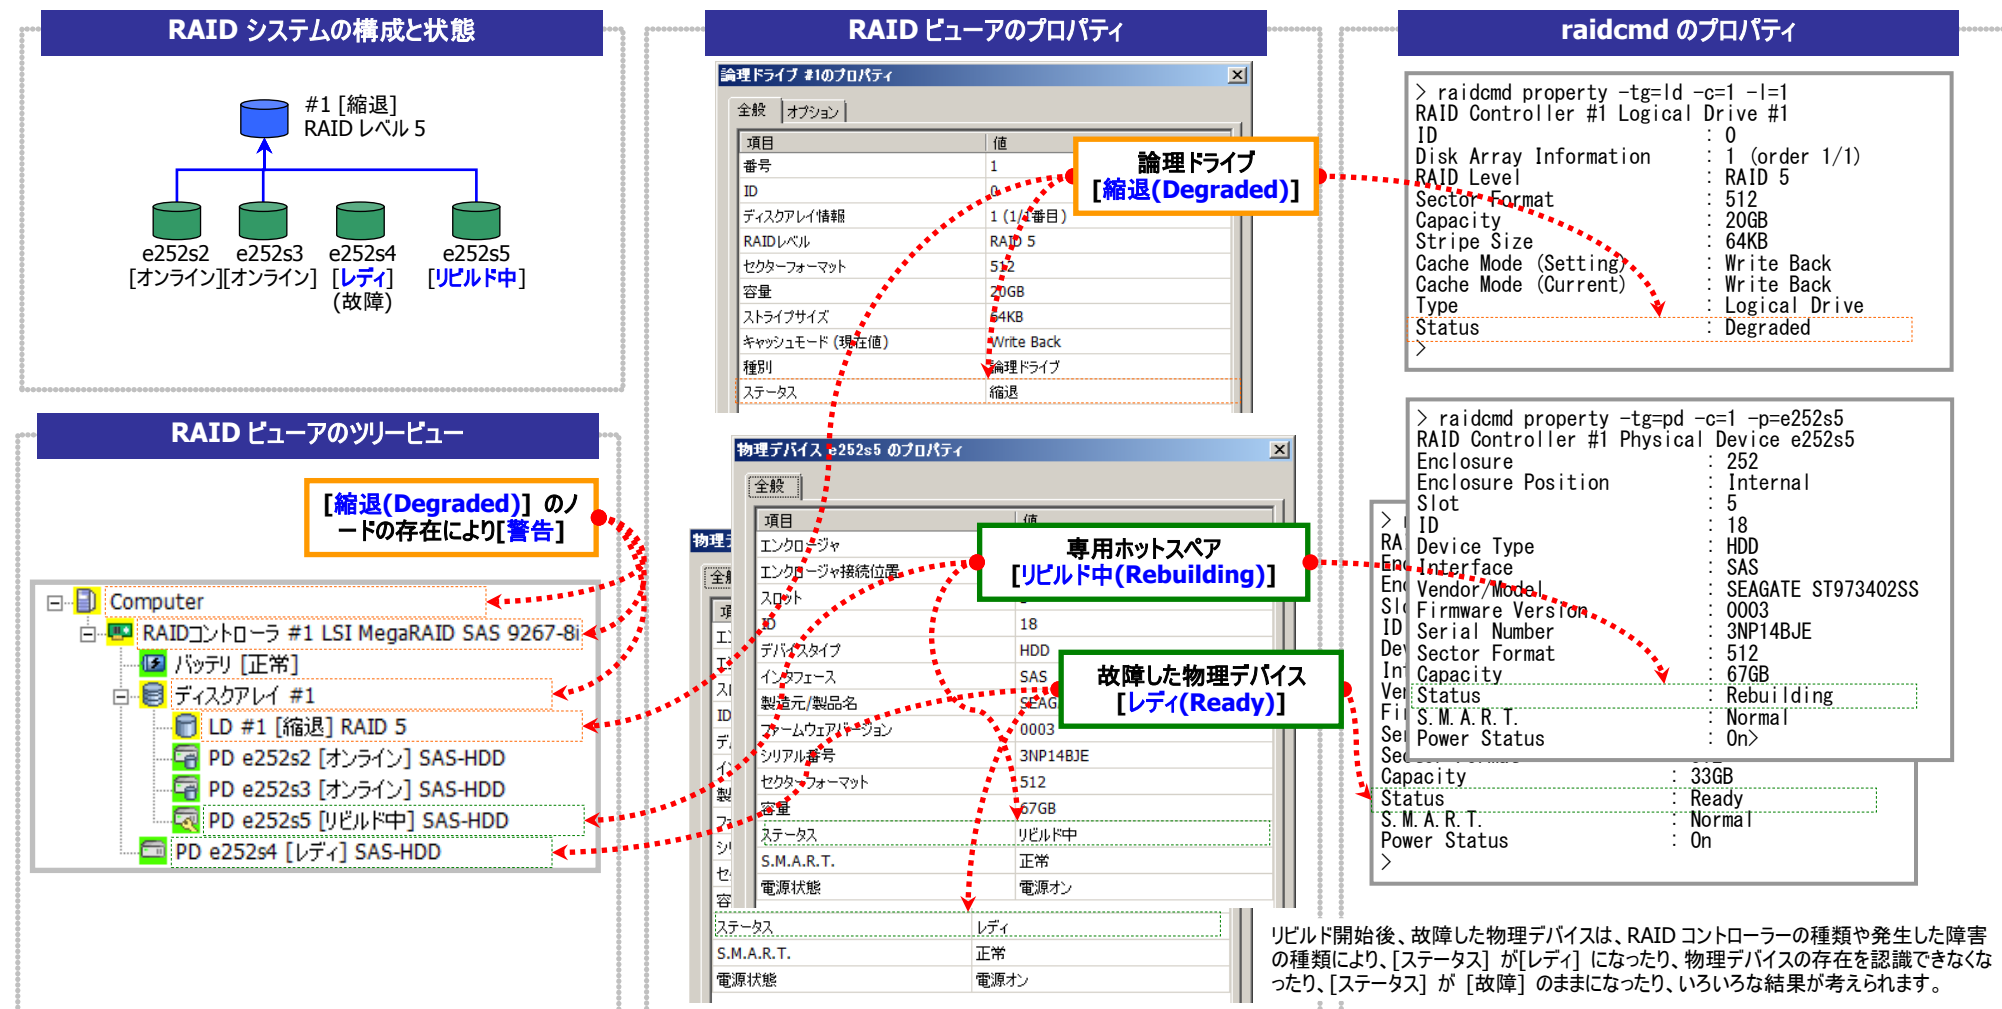 RAID システムの構成と状態
#1 [縮退]
RAID レベル 5
e252s2
[オンライン]
e252s3
[オンライン]
e252s4
[レディ]
(故障)
e252s5
[リビルド中]
RAID ビューアのツリービュー
[縮退(Degraded)] のノ
ードの存在により[警告]
Computer
RAIDコントローラ #1 LSI MegaRAID SAS 9267-8i
バッテリ [正常]
ディスクアレイ #1
LD #1 [縮退] RAID 5
PD e252s2 [オンライン] SAS-HDD
PD e252s3 [オンライン] SAS-HDD
PD e252s5 [リビルド中] SAS-HDD
PD e252s4 [レディ] SAS-HDD
RAID ビューアのプロパティ
論理ドライブ #1のプロパティ
全般 オプション
項目 値
番号 1
ID 0
ディスクアレイ情報 1 (1/1番目)
RAIDレベル RAID 5
セクターフォーマット 512
容量 20GB
ストライプサイズ 64KB
キャッシュモード (現在値) Write Back
種別 論理ドライブ
ステータス 縮退
論理ドライブ
[縮退(Degraded)]
物理デバイス e252s5 のプロパティ
全般
項目 値
エンクロージャ
エンクロージャ接続位置
スロット
ID 18
デバイスタイプ HDD
インタフェース SAS
製造元/製品名 SEAG
ファームウェアバージョン 0003
シリアル番号 3NP14BJE
セクターフォーマット 512
容量 67GB
ステータス リビルド中
S.M.A.R.T. 正常
電源状態 電源オン
専用ホットスペア
[リビルド中(Rebuilding)]
故障した物理デバイス
[レディ(Ready)]
ステータス レディ
S.M.A.R.T. 正常
電源状態 電源オン
raidcmd のプロパティ
> raidcmd property -tg=ld -c=1 -l=1
RAID Controller #1 Logical Drive #1
ID : 0
Disk Array Information : 1 (order 1/1)
RAID Level : RAID 5
Sector Format : 512
Capacity : 20GB
Stripe Size : 64KB
Cache Mode (Setting) : Write Back
Cache Mode (Current) : Write Back
Type : Logical Drive
Status : Degraded
>
> raidcmd property -tg=pd -c=1 -p=e252s5
RAID Controller #1 Physical Device e252s5
Enclosure : 252
Enclosure Position : Internal
Slot : 5
ID : 18
Device Type : HDD
Interface : SAS
Vendor/Model : SEAGATE ST973402SS
Firmware Version : 0003
Serial Number : 3NP14BJE
Sector Format : 512
Capacity : 67GB
Status : Rebuilding
S.M.A.R.T. : Normal
Power Status : On>
Capacity : 33GB
Status : Ready
S.M.A.R.T. : Normal
Power Status : On
>
リビルド開始後、故障した物理デバイスは、RAID コントローラーの種類や発生した障害
の種類により、[ステータス] が[レディ] になったり、物理デバイスの存在を認識できなくな
ったり、[ステータス] が [故障] のままになったり、いろいろな結果が考えられます。